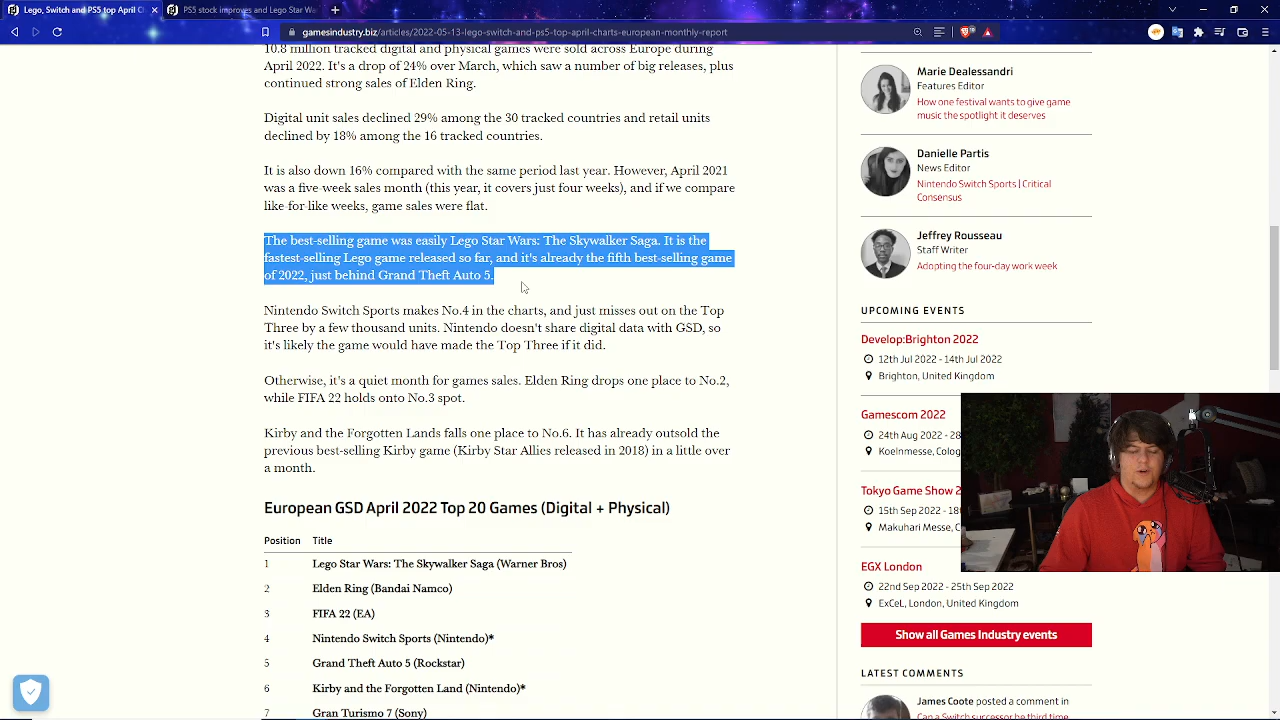 Lego, Switch and PS5 top April C
PS5 stock improves and Lego Star Wa
gamesindustry.biz/articles/2022-05-13-lego-switch-and-ps5-top-april-charts-european-monthly-report
10.8 million tracked digital and physical games were sold across Europe during
April 2022. It's a drop of 24% over March, which saw a number of big releases, plus
continued strong sales of Elden Ring.
Digital unit sales declined 29% among the 30 tracked countries and retail units
declined by 18% among the 16 tracked countries.
It is also down 16% compared with the same period last year. However, April 2021
was a five-week sales month (this year, it covers just four weeks), and if we compare
like-for-like weeks, game sales were flat.
The best-selling game was easily Lego Star Wars: The Skywalker Saga. It is the
fastest-selling Lego game released so far, and it's already the fifth best-selling game
of 2022, just behind Grand Theft Auto 5.
Nintendo Switch Sports makes No.4 in the charts, and just misses out on the Top
Three by a few thousand units. Nintendo doesn't share digital data with GSD, so
it's likely the game would have made the Top Three if it did.
Otherwise, it's a quiet month for games sales. Elden Ring drops one place to No.2,
while FIFA 22 holds onto No.3 spot.
Kirby and the Forgotten Lands falls one place to No.6. It has already outsold the
previous best-selling Kirby game (Kirby Star Allies released in 2018) in a little over
a month.
European GSD April 2022 Top 20 Games (Digital + Physical)
Position Title
1 Lego Star Wars: The Skywalker Saga (Warner Bros)
2 Elden Ring (Bandai Namco)
3 FIFA 22 (EA)
4 Nintendo Switch Sports (Nintendo)*
5 Grand Theft Auto 5 (Rockstar)
6 Kirby and the Forgotten Land (Nintendo)*
7 Gran Turismo 7 (Sony)
Marie Dealessandri
Features Editor
How one festival wants to give game
music the spotlight it deserves
Danielle Partis
News Editor
Nintendo Switch Sports | Critical
Consensus
Jeffrey Rousseau
Staff Writer
Adopting the four-day work week
UPCOMING EVENTS
Develop:Brighton 2022
12th Jul 2022 - 14th Jul 2022
Brighton, United Kingdom
Gamescom 2022
24th Aug 2022 - 28
Koelnmesse, Colog
Tokyo Game Show 2
15th Sep 2022 - 18
Makuhari Messe, C
EGX London
22nd Sep 2022 - 25th Sep 2022
ExCeL, London, United Kingdom
Show all Games Industry events
LATEST COMMENTS
James Coote posted a comment in
Can a Switch successor be third time